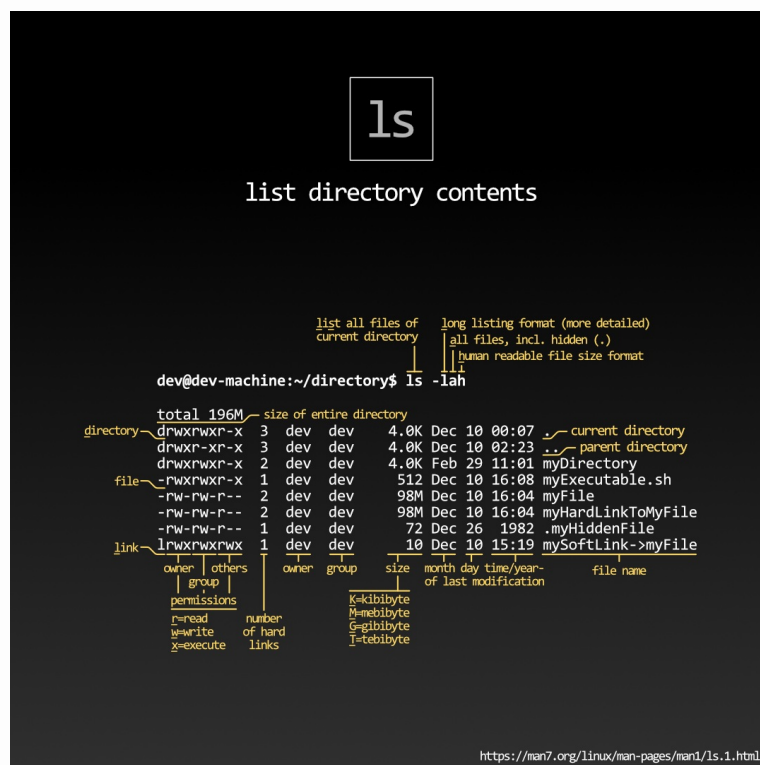 ls
list directory contents
list all files of
current directory
long listing format (more detailed)
all files, incl. hidden (.)
human readable file size format
dev@dev-machine:~/directory$ ls -lah
total 196M size of entire directory
directory drwxrwxr-x 3 dev dev 4.0K Dec 10 00:07 . current directory
drwxr-xr-x 3 dev dev 4.0K Dec 10 02:23 .. parent directory
drwxrwxr-x 2 dev dev 4.0K Feb 29 11:01 myDirectory
file -rwxrwxr-x 1 dev dev 512 Dec 10 16:08 myExecutable.sh
-rw-rw-r-- 2 dev dev 98M Dec 10 16:04 myFile
-rw-rw-r-- 2 dev dev 98M Dec 10 16:04 myHardLinkToMyFile
-rw-rw-r-- 1 dev dev 72 Dec 26 1982 .myHiddenFile
link lrwxrwxrwx 1 dev dev 10 Dec 10 15:19 mySoftLink->myFile
owner others owner group size month day time/year- file name
group of last modification
permissions
r=read
w=write
x=execute
number
of hard
links
K=kibibyte
M=mebibyte
G=gibibyte
T=tebibyte
https://man7.org/linux/man-pages/man1/ls.1.html